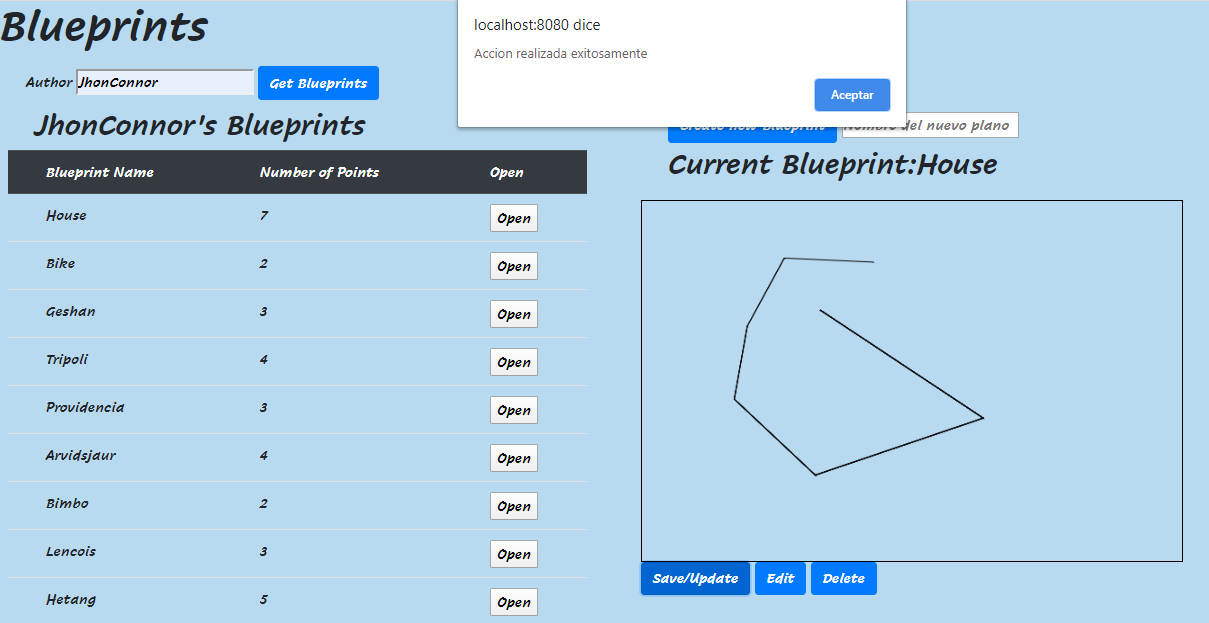 Blueprints
localhost:8080 dice
Accion realizada exitosamente
Aceptar
Author JhonConnor Get Blueprints
JhonConnor's Blueprints
Create new Blueprint Nombre del nuevo plano
Current Blueprint:House
Blueprint Name Number of Points Open
House 7 Open
Bike 2 Open
Geshan 3 Open
Tripoli 4 Open
Providencia 3 Open
Arvidsjaur 4 Open
Bimbo 2 Open
Lencois 3 Open
Hetang 5 Open
Save/Update Edit Delete